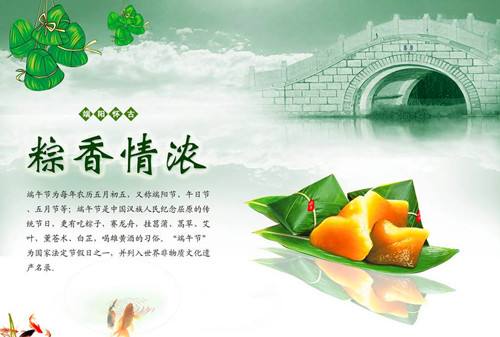 端阳怀古
粽香情浓
端午节为每年农历五月初五，又称端阳节、午日节
、五月节等；端午节是中国汉族人民纪念屈原的传
统节日，更有吃粽子，赛龙舟，挂菖蒲，蒿草，艾
叶，薰苍术、白芷，喝雄黄酒的习俗。“端午节”
为国家法定节假日之一，并列入世界非物质文化遗
产名录。